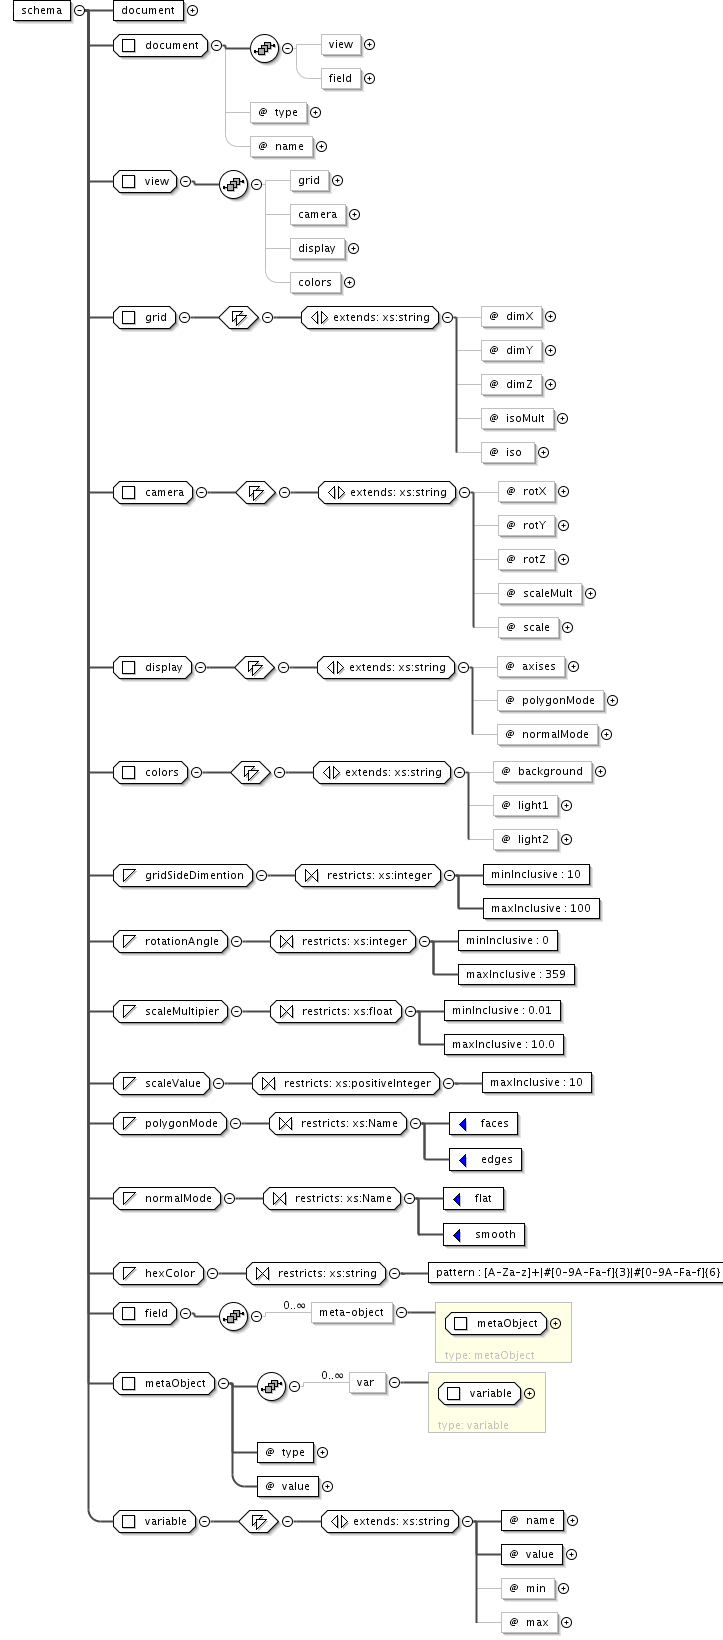 schema
document
document
view
field
@ type
@ name
view
grid
camera
display
colors
grid
extends: xs:string
@ dimX
@ dimY
@ dimZ
@ isoMult
@ iso
camera
extends: xs:string
@ rotX
@ rotY
@ rotZ
@ scaleMult
@ scale
display
extends: xs:string
@ axises
@ polygonMode
@ normalMode
colors
extends: xs:string
@ background
@ light1
@ light2
gridSideDimention
restricts: xs:integer
minInclusive : 10
maxInclusive : 100
rotationAngle
restricts: xs:integer
minInclusive : 0
maxInclusive : 359
scaleMultipier
restricts: xs:float
minInclusive : 0.01
maxInclusive : 10.0
scaleValue
restricts: xs:positiveInteger
maxInclusive : 10
polygonMode
restricts: xs:Name
faces
edges
normalMode
restricts: xs:Name
flat
smooth
hexColor
restricts: xs:string
pattern : [A-Za-z]+|#[0-9A-Fa-f]{3}|#[0-9A-Fa-f]{6}
field
0..∞
meta-object
metaObject
type: metaObject
metaObject
0..∞
var
variable
type: variable
@ type
@ value
variable
extends: xs:string
@ name
@ value
@ min
@ max